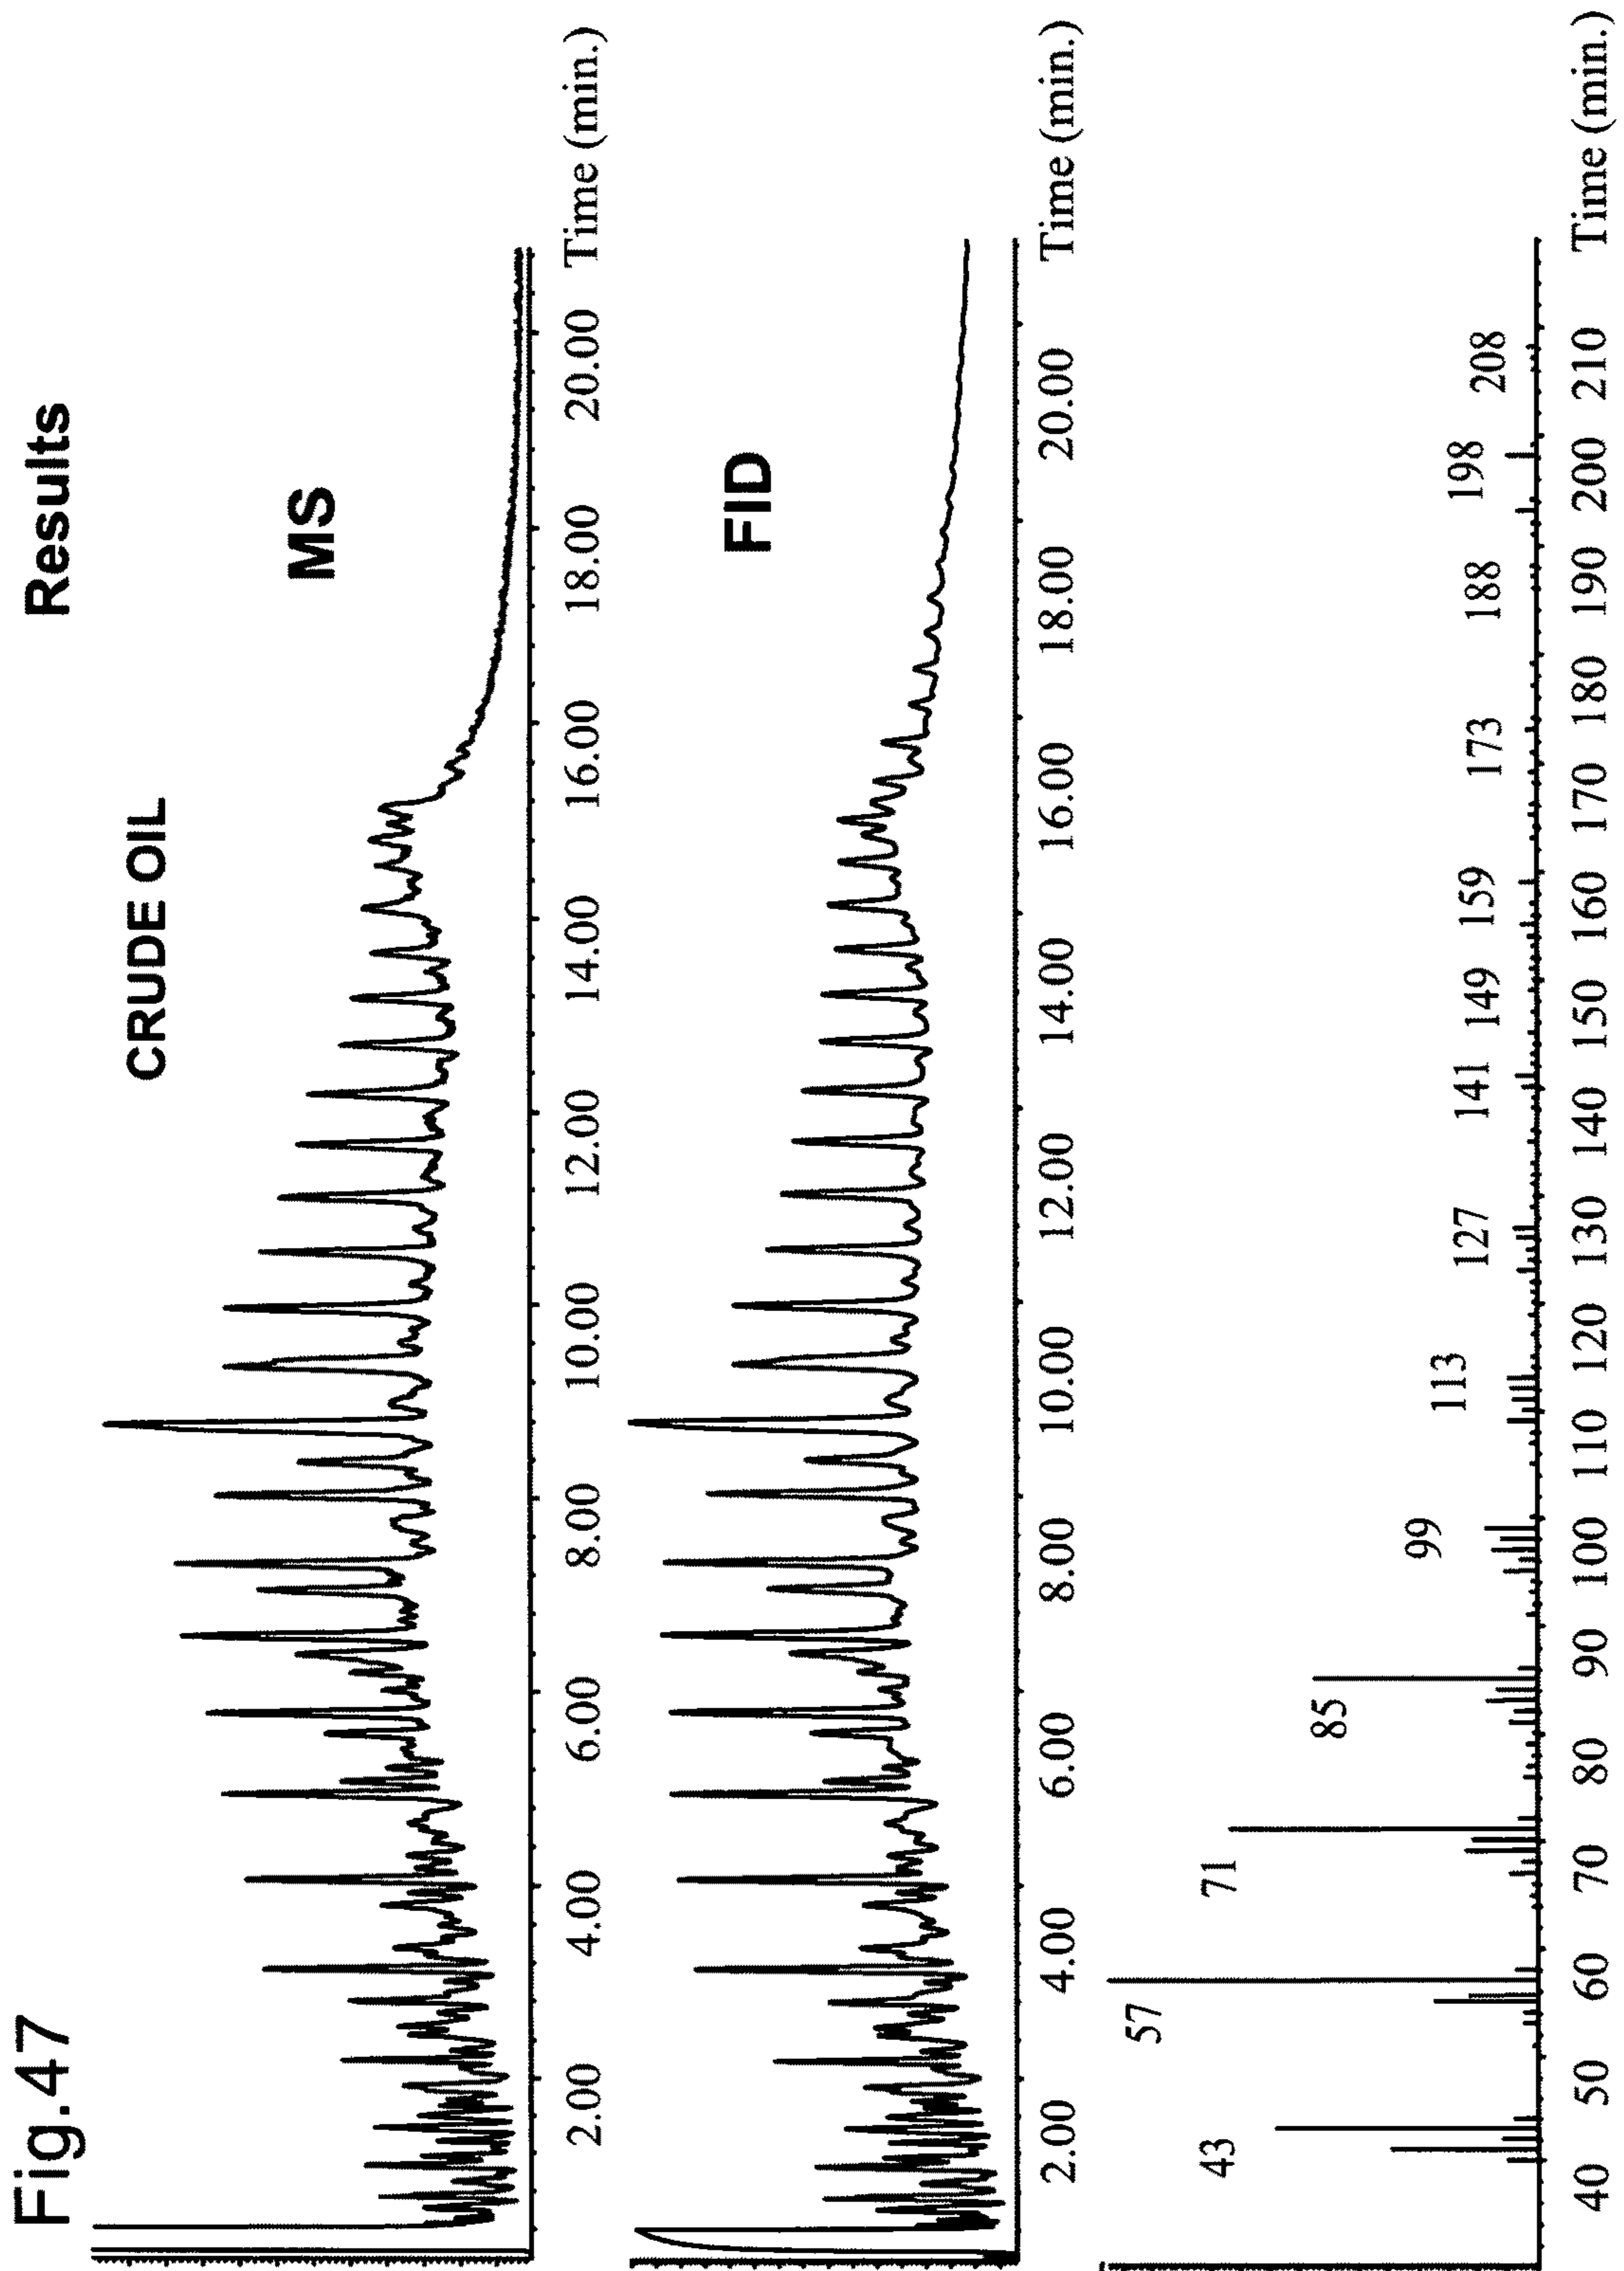 Fig.47
Results
CRUDE OIL
MS
2.00 4.00 6.00 8.00 10.00 12.00 14.00 16.00 18.00 20.00 Time (min.)
FID
2.00 4.00 6.00 8.00 10.00 12.00 14.00 16.00 18.00 20.00 Time (min.)
43 57 71 85 99 113 127 141 149 159 173 188 198 208
40 50 60 70 80 90 100 110 120 130 140 150 160 170 180 190 200 210 Time (min.)